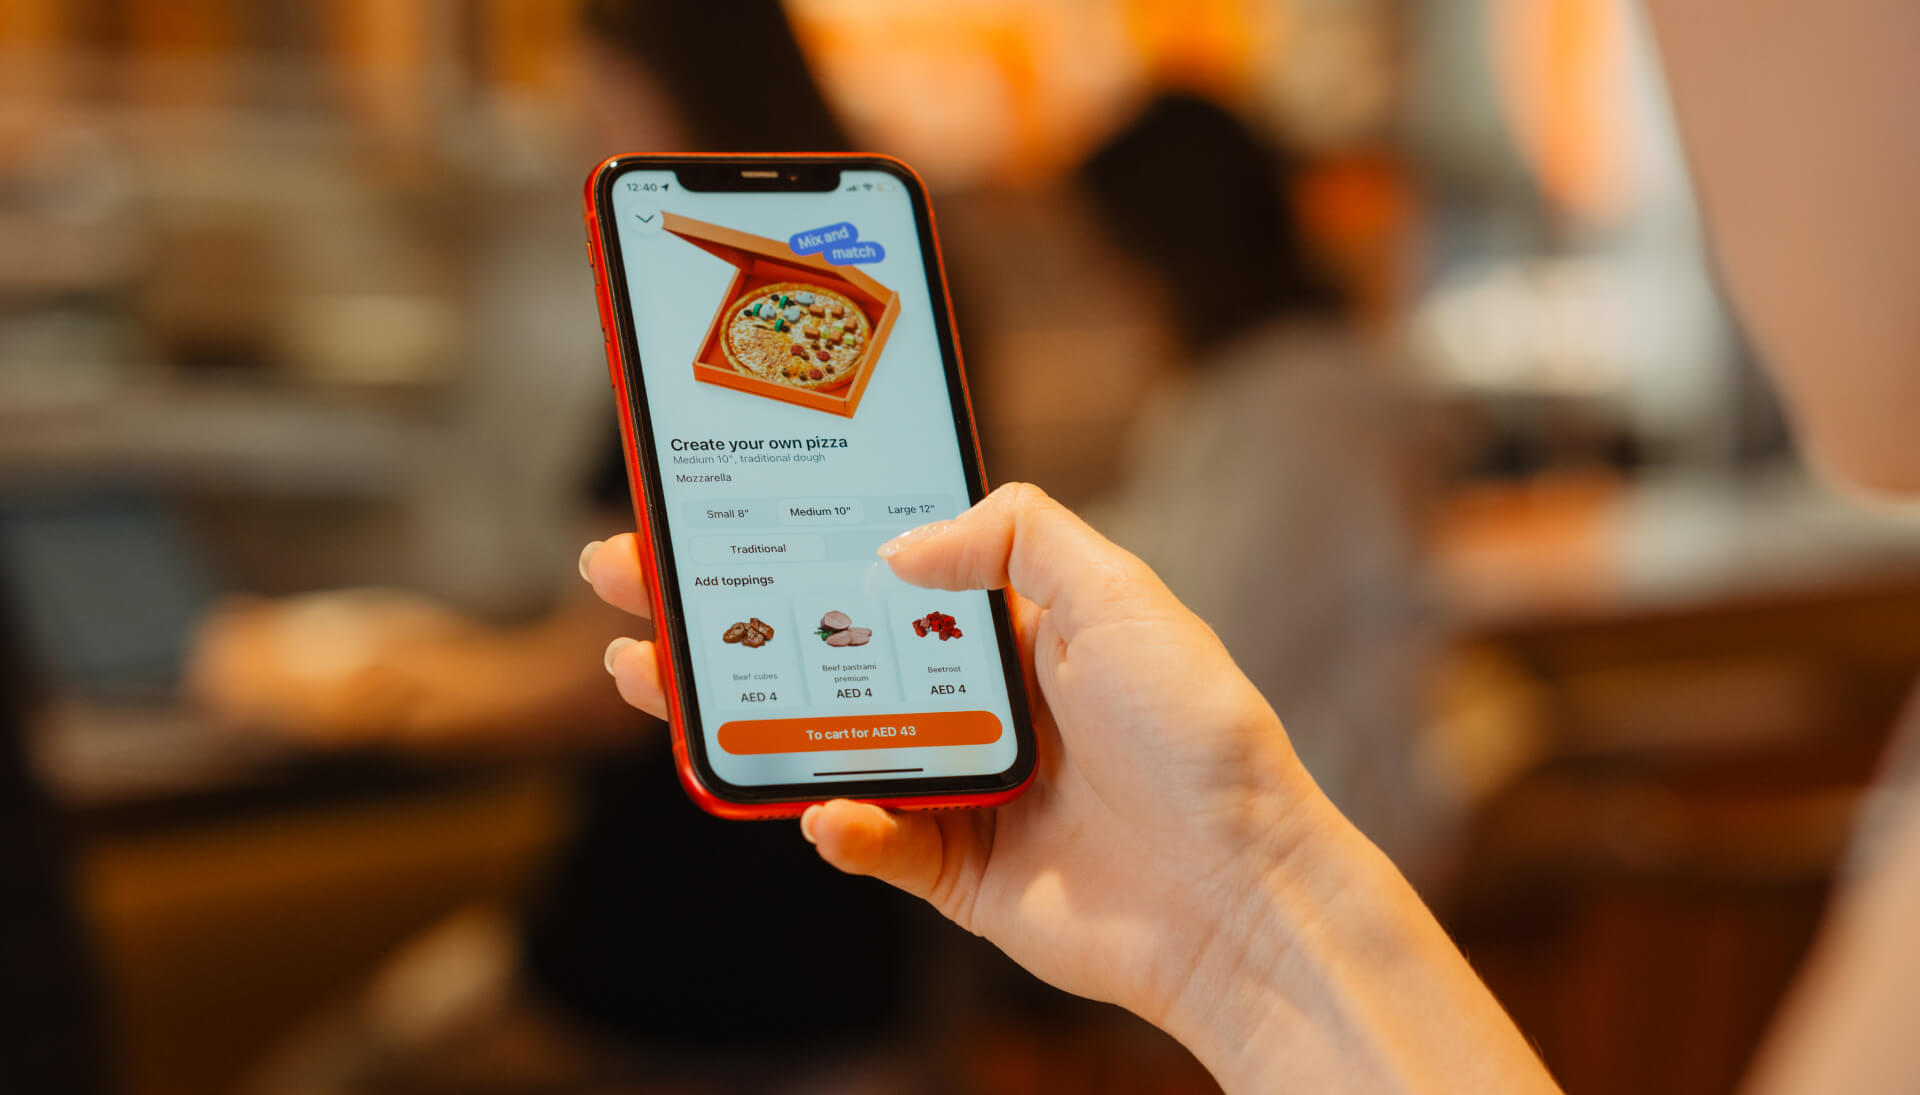 12:40
Mix and
match
Create your own pizza
Medium 10", traditional dough
Mozzarella
Small 8" Medium 10" Large 12"
Traditional
Add toppings
Beef cubes
AED 4
Beef pastrami
premium
AED 4
Beetroot
AED 4
To cart for AED 43